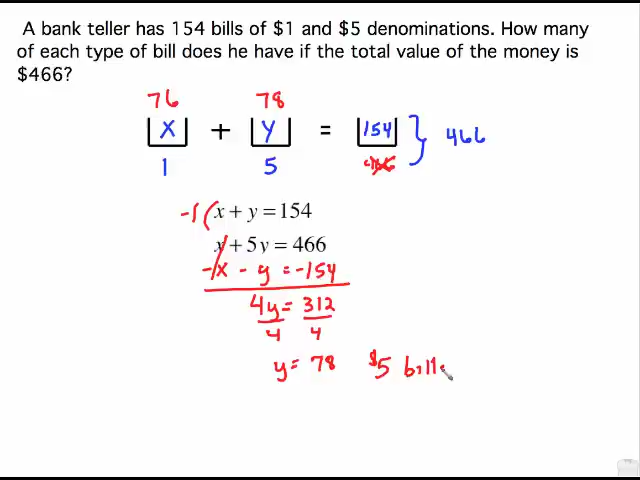 A bank teller has 154 bills of $1 and $5 denominations. How many
of each type of bill does he have if the total value of the money is
$466?
76 78
X + Y = 154 } 466
1 5
-1(x + y = 154
x + 5y = 466
-x - y = -154
4y = 312
4 4
y = 78 $5 bills